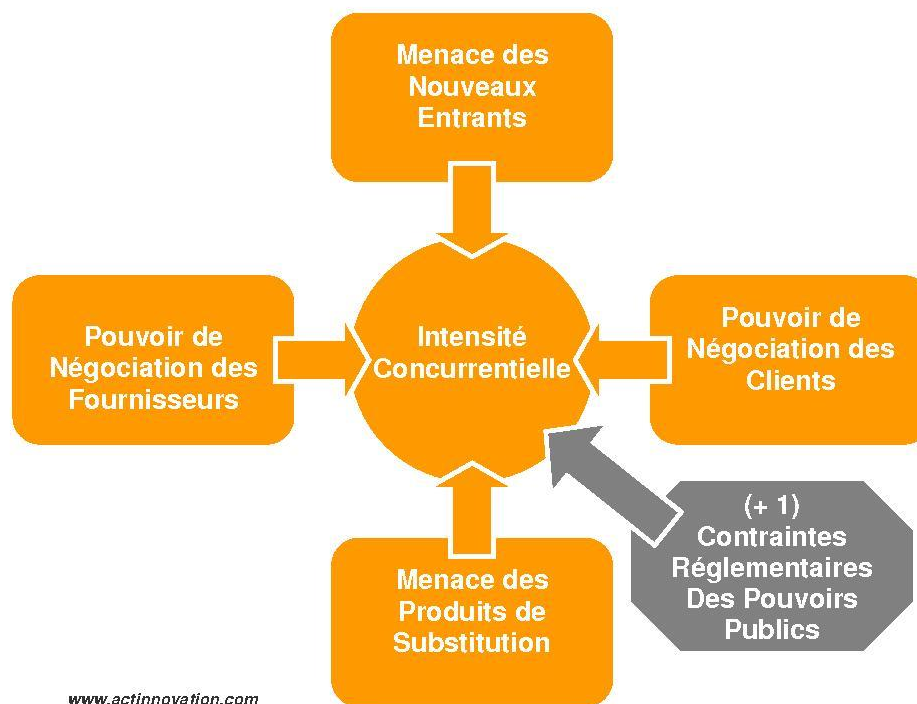 Menace des
Nouveaux
Entrants
Pouvoir de
Négociation des
Fournisseurs
Intensité
Concurrentielle
Pouvoir de
Négociation des
Clients
(+ 1)
Contraintes
Réglementaires
Des Pouvoirs
Publics
Menace des
Produits de
Substitution
www.actinnovation.com